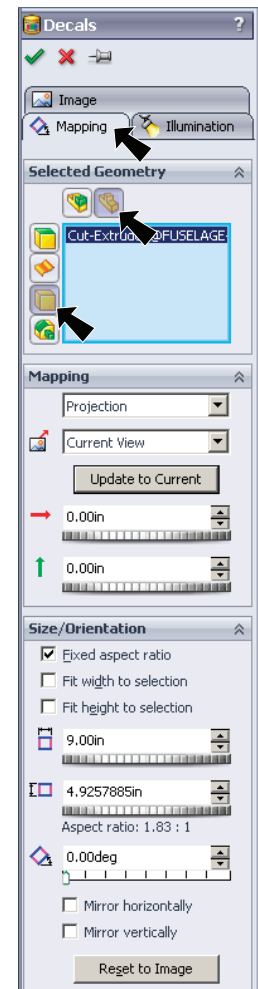 Decals ?
Image
Mapping Illumination
Selected Geometry
@FUSELAGE-
Mapping
Projection
Current View
Update to Current
0.00in
0.00in
Size/Orientation
Fixed aspect ratio
Fit width to selection
Fit height to selection
9.00in
4.9257885in
Aspect ratio: 1.83 : 1
0.00deg
Mirror horizontally
Mirror vertically
Reset to Image